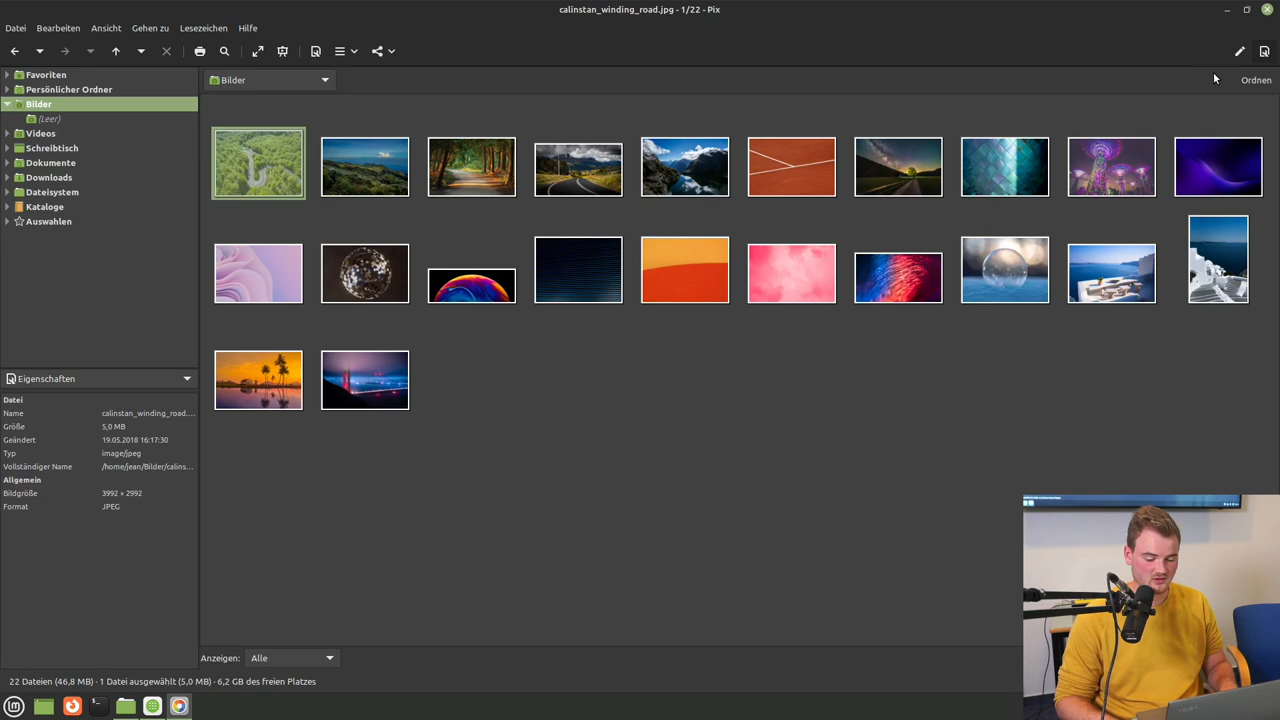 calinstan_winding_road.jpg - 1/22 - Pix
Datei Bearbeiten Ansicht Gehen zu Lesezeichen Hilfe
Favoriten
Persönlicher Ordner
Bilder
(Leer)
Videos
Schreibtisch
Dokumente
Downloads
Dateisystem
Kataloge
Auswahlen
Bilder
Ordnen
Eigenschaften
Datei
Name calinstan_winding_road....
Größe 5,0 MB
Geändert 19.05.2018 16:17:30
Typ image/jpeg
Vollständiger Name /home/jean/Bilder/calins...
Allgemein
Bildgröße 3992 × 2992
Format JPEG
Anzeigen: Alle
22 Dateien (46,8 MB) · 1 Datei ausgewählt (5,0 MB) · 6,2 GB des freien Platzes